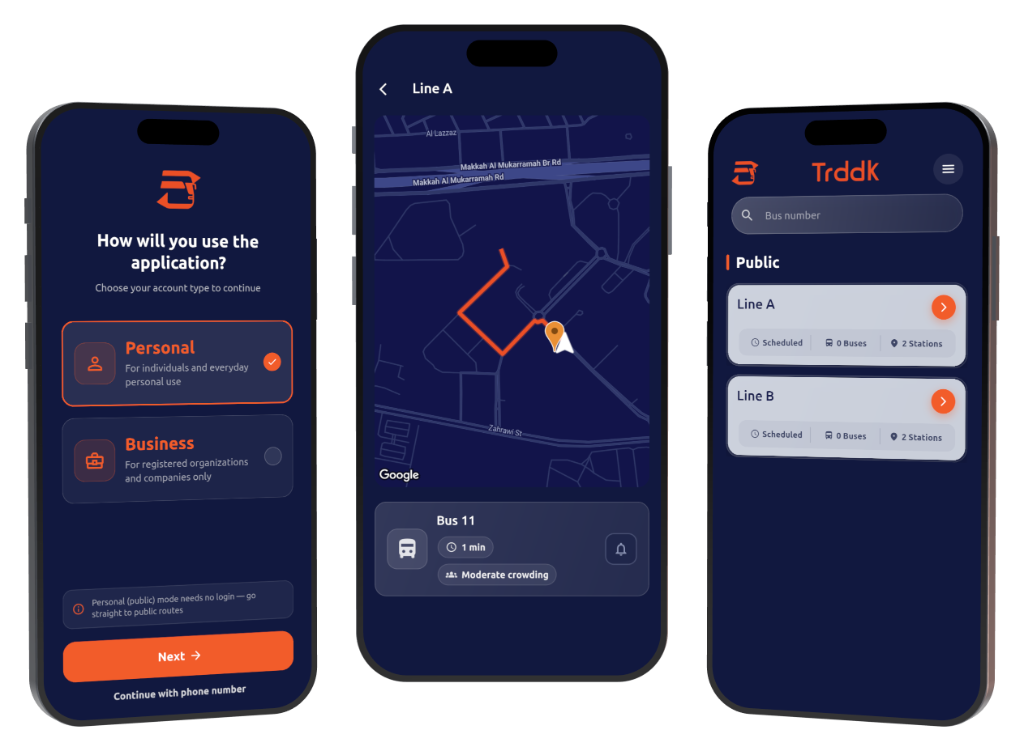 How will you use the
application?
Choose your account type to continue
Personal
For individuals and everyday
personal use
Business
For registered organizations
and companies only
Personal (public) mode needs no login — go
straight to public routes
Next →
Continue with phone number
Line A
Al Lazzaz
Makkah Al Mukarramah Br Rd
Makkah Al Mukarramah Rd
Zahrawi St
Google
Bus 11
1 min
Moderate crowding
Trddk
Bus number
Public
Line A
Scheduled
0 Buses
2 Stations
Line B
Scheduled
0 Buses
2 Stations